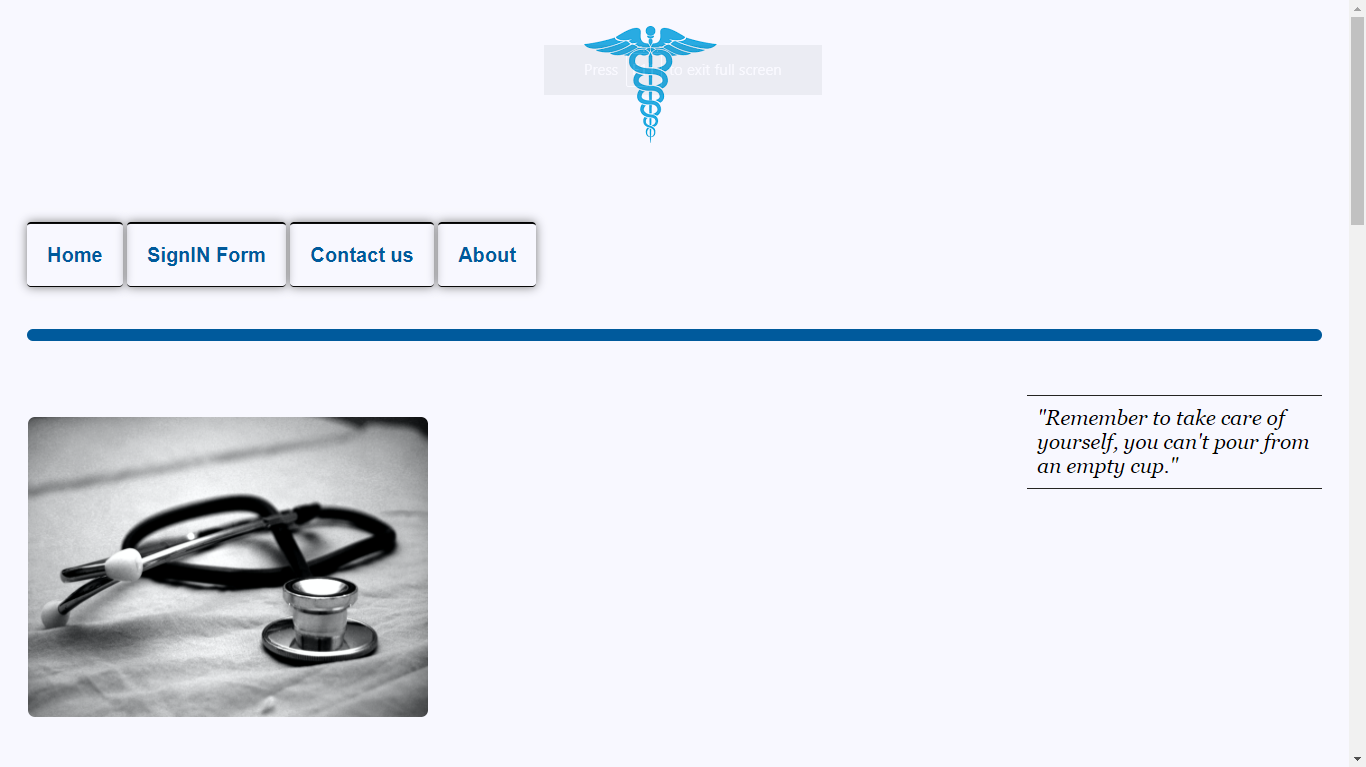 Press to exit full screen
Home SignIN Form Contact us About
"Remember to take care of
yourself, you can't pour from
an empty cup."